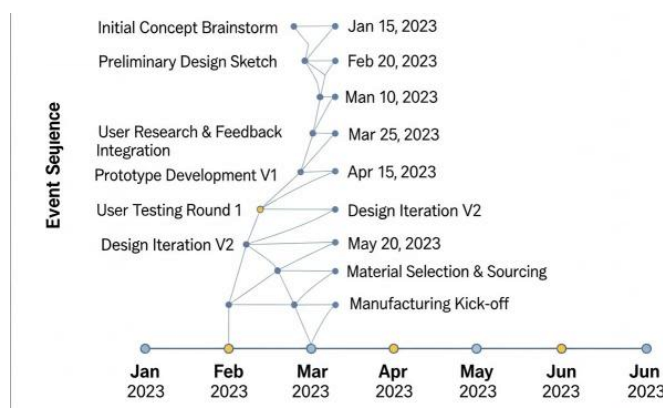 Initial Concept Brainstorm
Jan 15, 2023
Preliminary Design Sketch
Feb 20, 2023
Man 10, 2023
User Research & Feedback
Integration
Mar 25, 2023
Prototype Development V1
Apr 15, 2023
User Testing Round 1
Design Iteration V2
Design Iteration V2
May 20, 2023
Material Selection & Sourcing
Manufacturing Kick-off
Event Seyience
Jan
2023
Feb
2023
Mar
2023
Apr
2023
May
2023
Jun
2023
Jun
2023